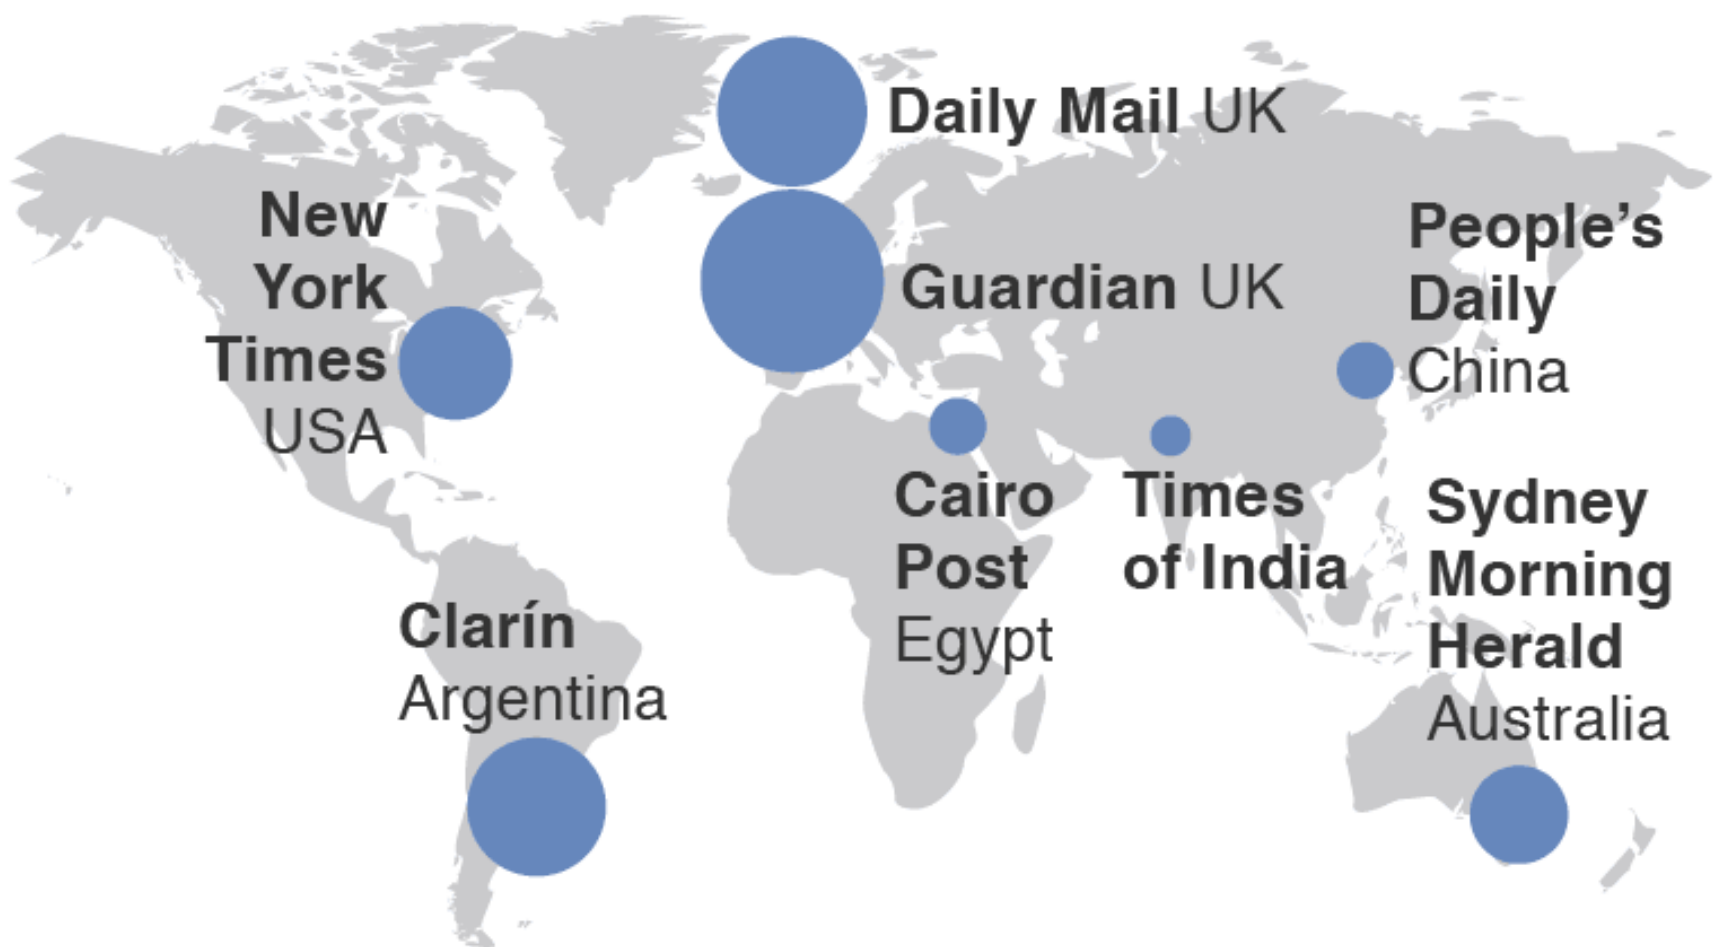 Daily Mail UK
New
York
Times
USA
Guardian UK
People’s
Daily
China
Cairo
Post
Egypt
Times
of India
Sydney
Morning
Herald
Australia
Clarín
Argentina